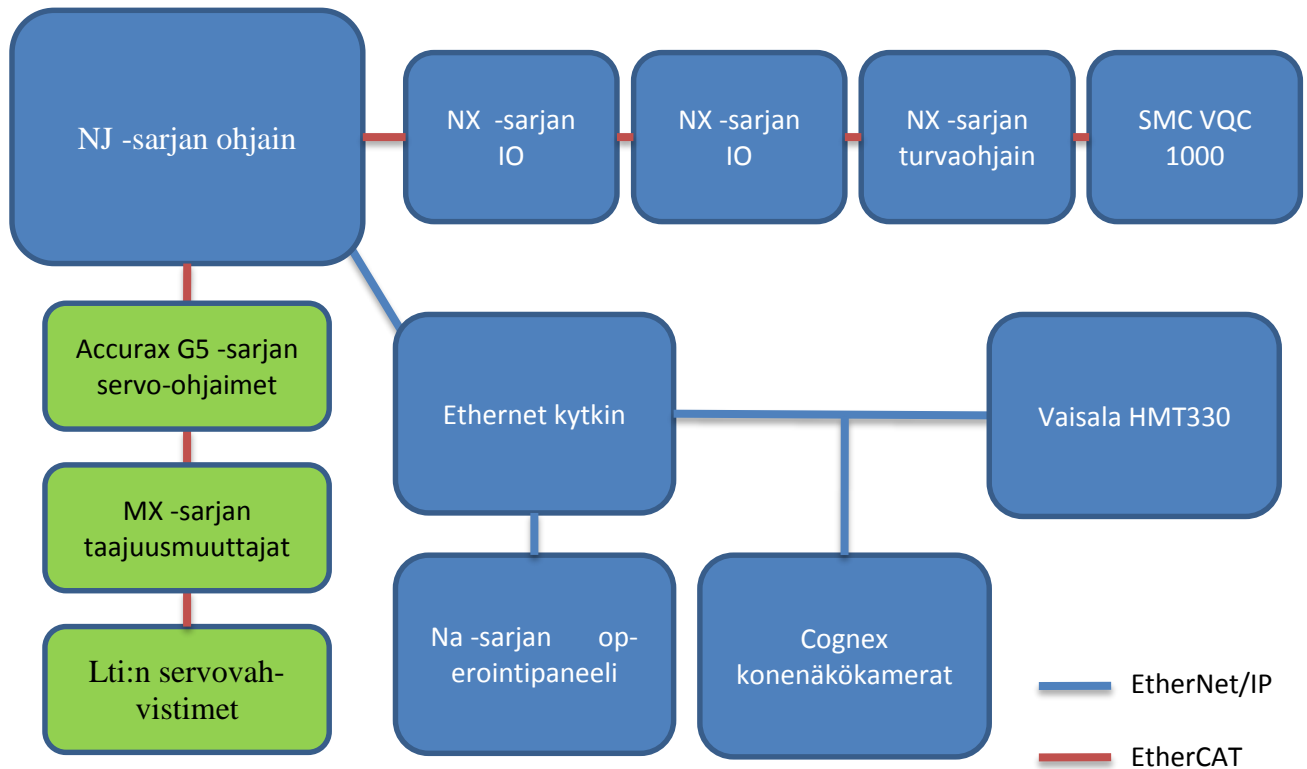 NJ -sarjan ohjain
NX -sarjan
IO
NX -sarjan
IO
NX -sarjan
turvaohjain
SMC VQC
1000
Accurax G5 -sarjan
servo-ohjaimet
Ethernet kytkin
Vaisala HMT330
MX -sarjan
taajuusmuuttajat
Na -sarjan op-
erointipaneeli
Cognex
konenäkökamerat
Lti:n servovah-
vistimet
EtherNet/IP
EtherCAT